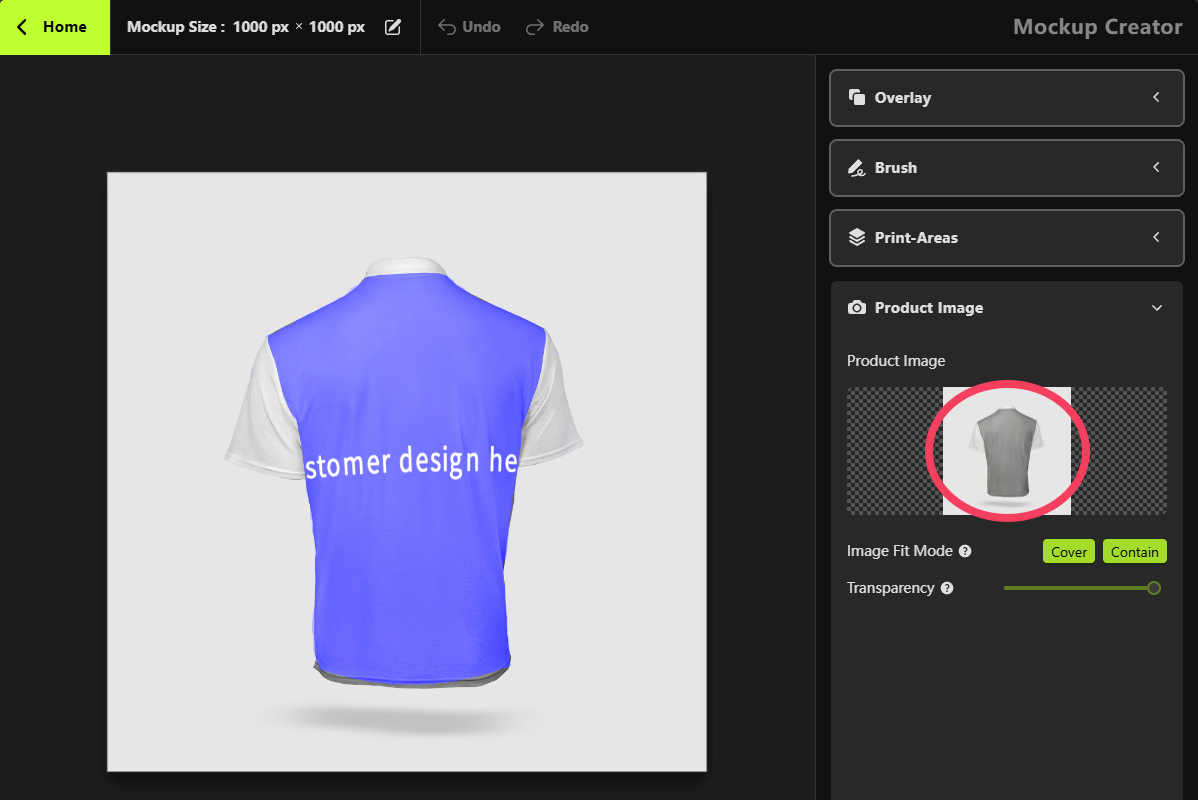 Home
Mockup Size : 1000 px × 1000 px
Undo
Redo
Mockup Creator
Overlay
Brush
Print-Areas
Product Image
Product Image
Image Fit Mode
Cover
Contain
Transparency
stomer design he